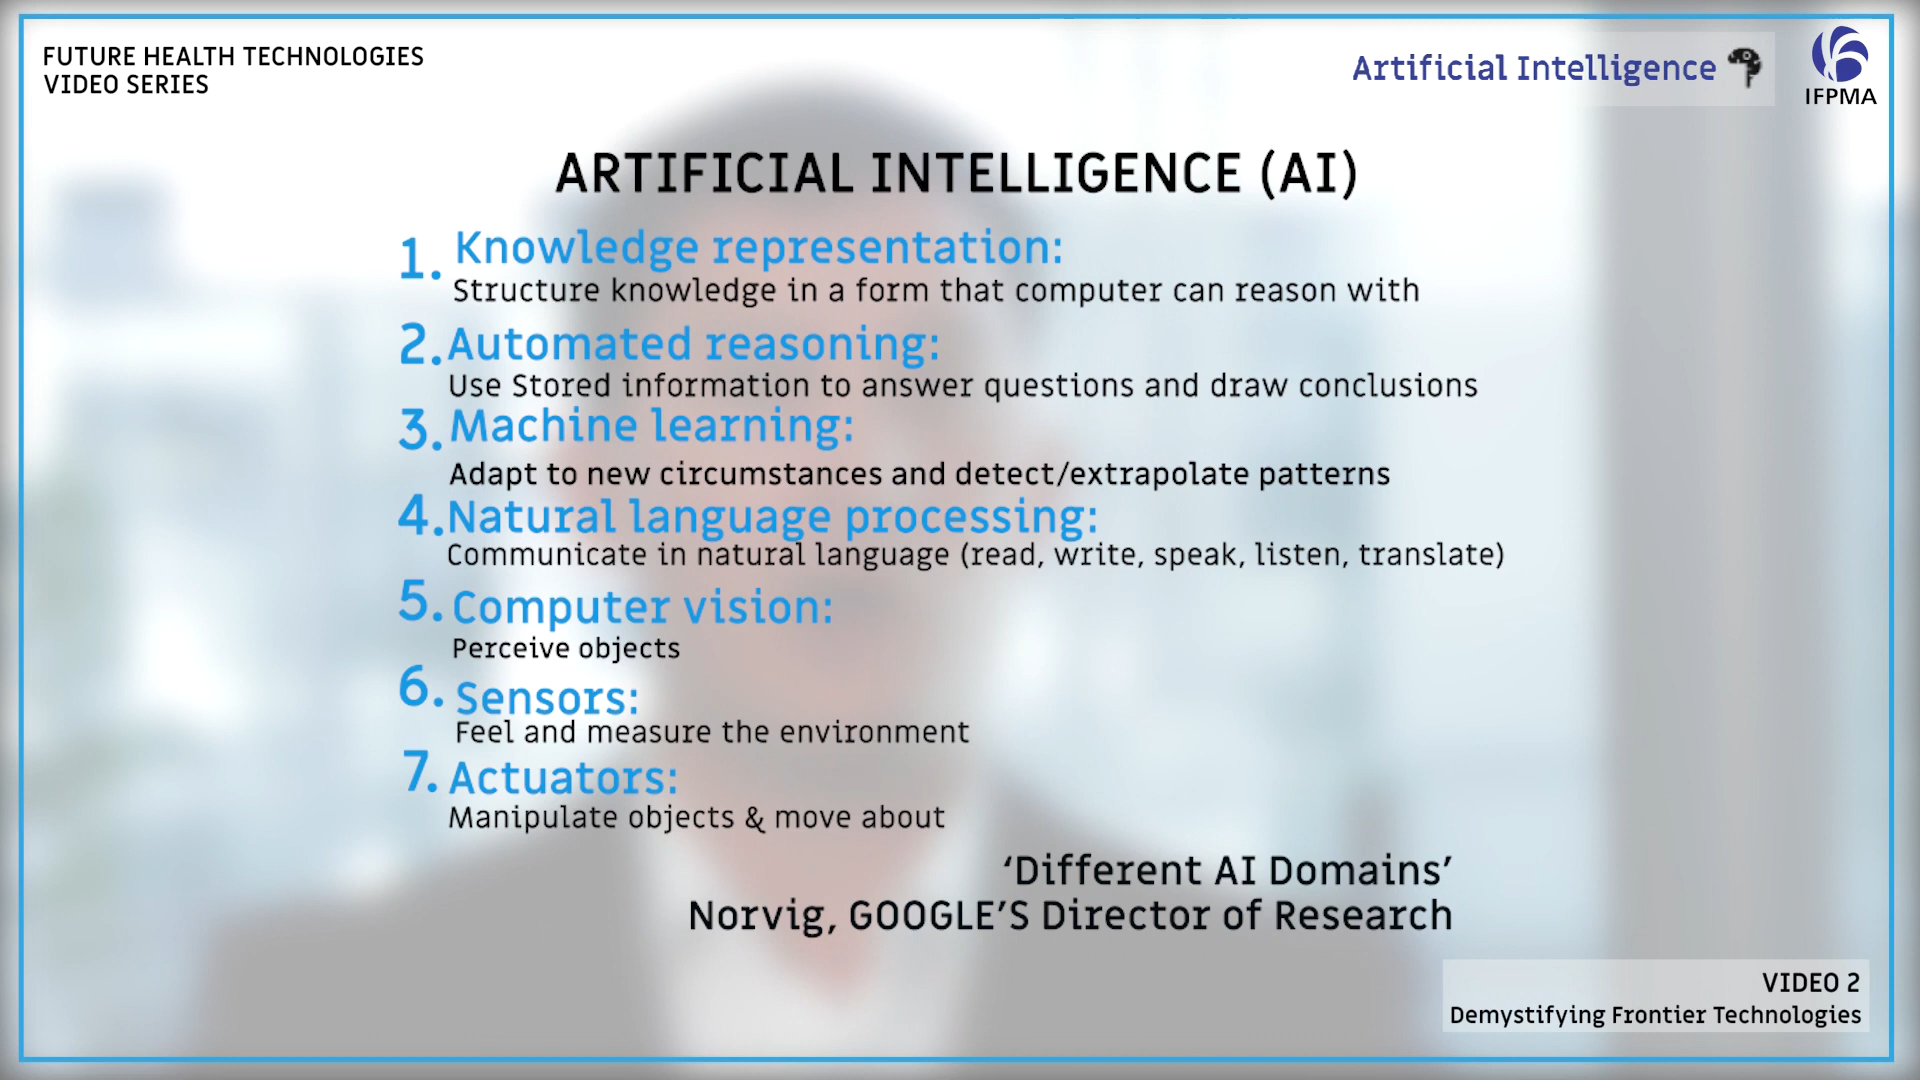 FUTURE HEALTH TECHNOLOGIES
VIDEO SERIES
Artificial Intelligence
IFPMA
ARTIFICIAL INTELLIGENCE (AI)
1. Knowledge representation:
Structure knowledge in a form that computer can reason with
2. Automated reasoning:
Use Stored information to answer questions and draw conclusions
3. Machine learning:
Adapt to new circumstances and detect/extrapolate patterns
4. Natural language processing:
Communicate in natural language (read, write, speak, listen, translate)
5. Computer vision:
Perceive objects
6. Sensors:
Feel and measure the environment
7. Actuators:
Manipulate objects & move about
‘Different AI Domains’
Norvig, GOOGLE’S Director of Research
VIDEO 2
Demystifying Frontier Technologies